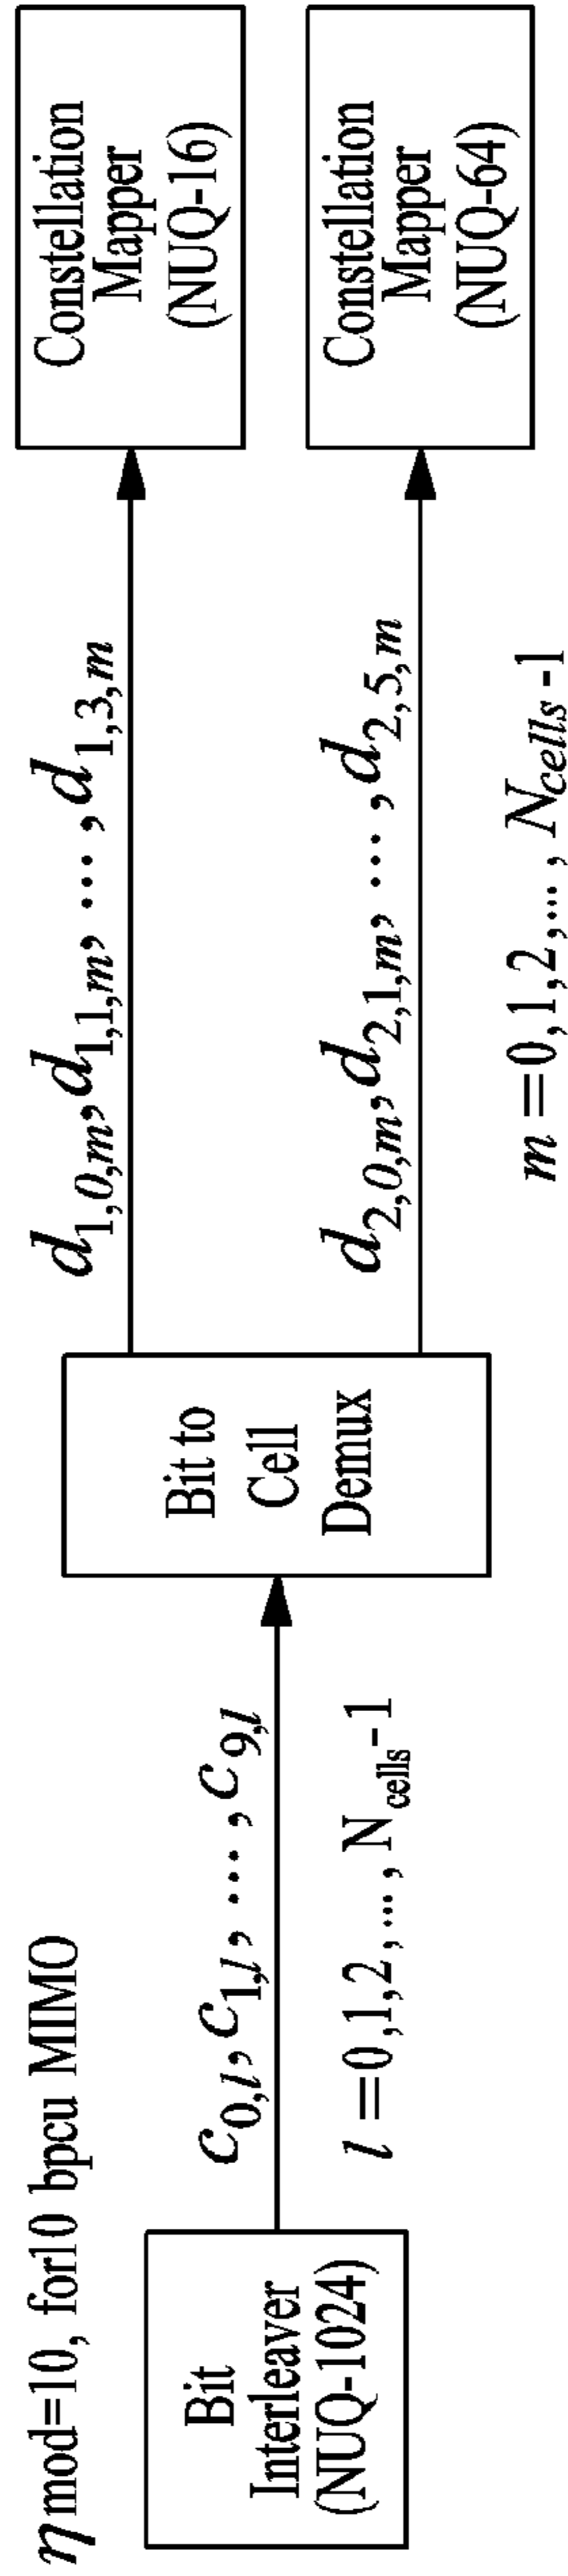 η mod=10, for10 bpcu MIMO
Bit
Interleaver
(NUQ-1024)
c0,l, c1,l, ... , c9,l
l =0,1,2 ,... , Ncells-1
Bit to
Cell
Demux
d1,0,m, d1,1,m, ... , d1,3,m
d2,0,m, d2,1,m, ... , d2,5,m
m =0,1,2 ,... , Ncells-1
Constellation
Mapper
(NUQ-16)
Constellation
Mapper
(NUQ-64)